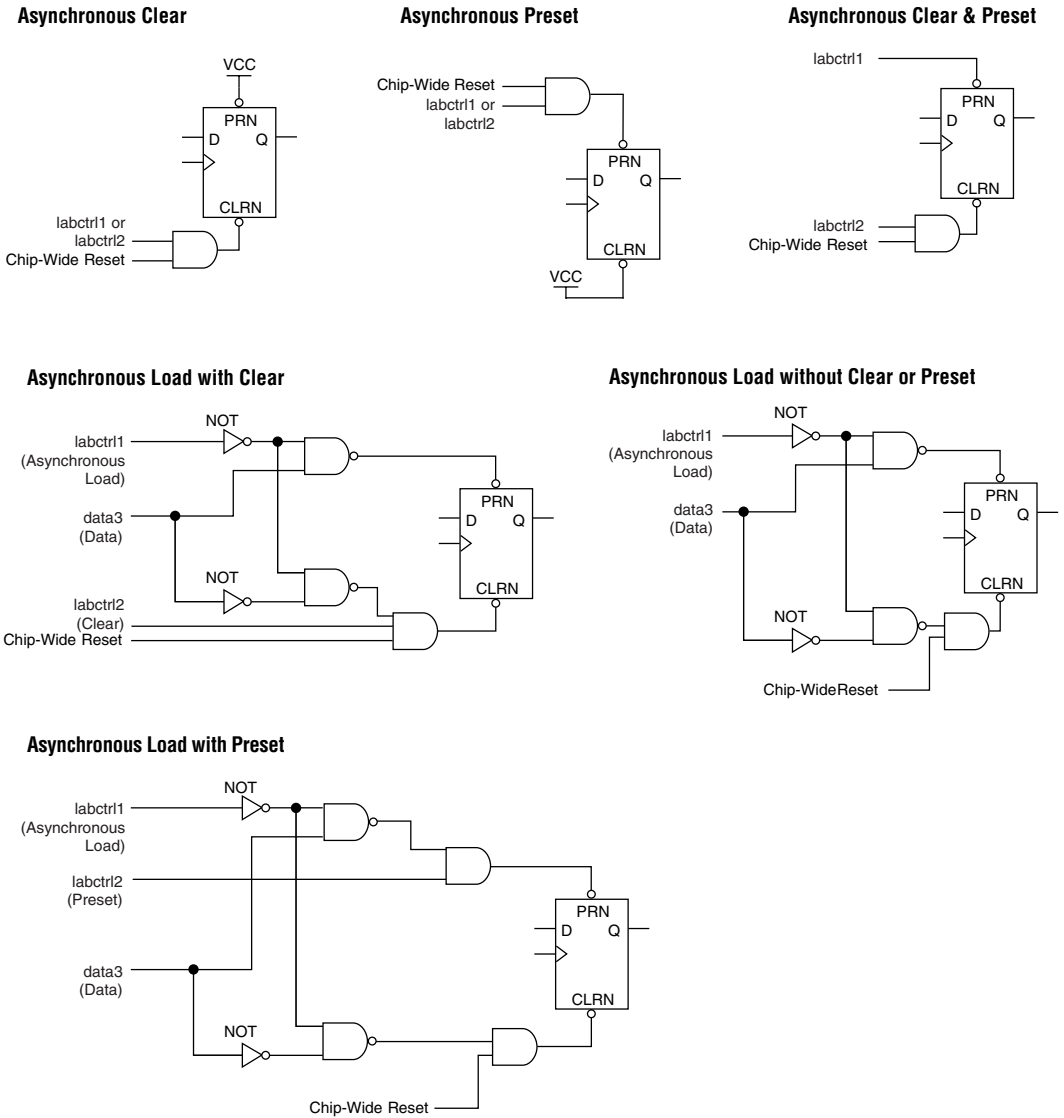 Asynchronous Clear
VCC
PRN
D Q
CLRN
labctrl1 or
labctrl2
Chip-Wide Reset
Asynchronous Preset
Chip-Wide Reset
labctrl1 or
labctrl2
PRN
D Q
CLRN
VCC
Asynchronous Clear & Preset
labctrl1
PRN
D Q
CLRN
labctrl2
Chip-Wide Reset
Asynchronous Load with Clear
NOT
labctrl1
(Asynchronous
Load)
PRN
D Q
data3
(Data)
NOT
CLRN
labctrl2
(Clear)
Chip-Wide Reset
Asynchronous Load without Clear or Preset
NOT
labctrl1
(Asynchronous
Load)
PRN
D Q
data3
(Data)
CLRN
NOT
Chip-WideReset
Asynchronous Load with Preset
NOT
labctrl1
(Asynchronous
Load)
labctrl2
(Preset)
PRN
D Q
data3
(Data)
CLRN
NOT
Chip-Wide Reset